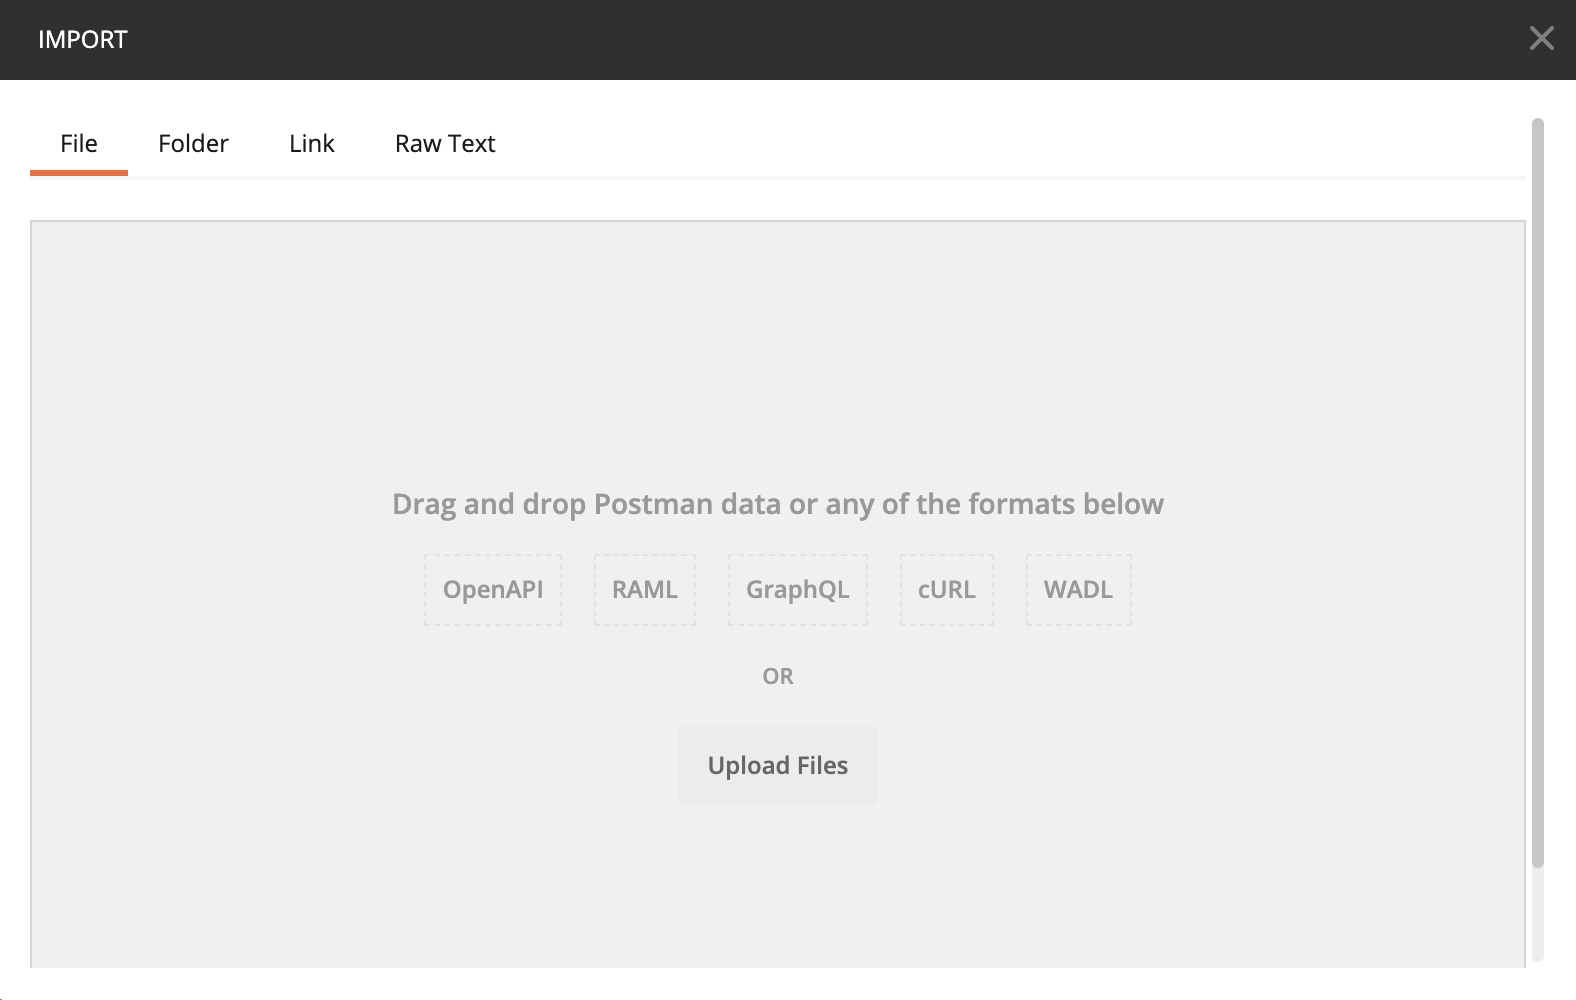 IMPORT
File Folder Link Raw Text
Drag and drop Postman data or any of the formats below
OpenAPI RAML GraphQL cURL WADL
OR
Upload Files